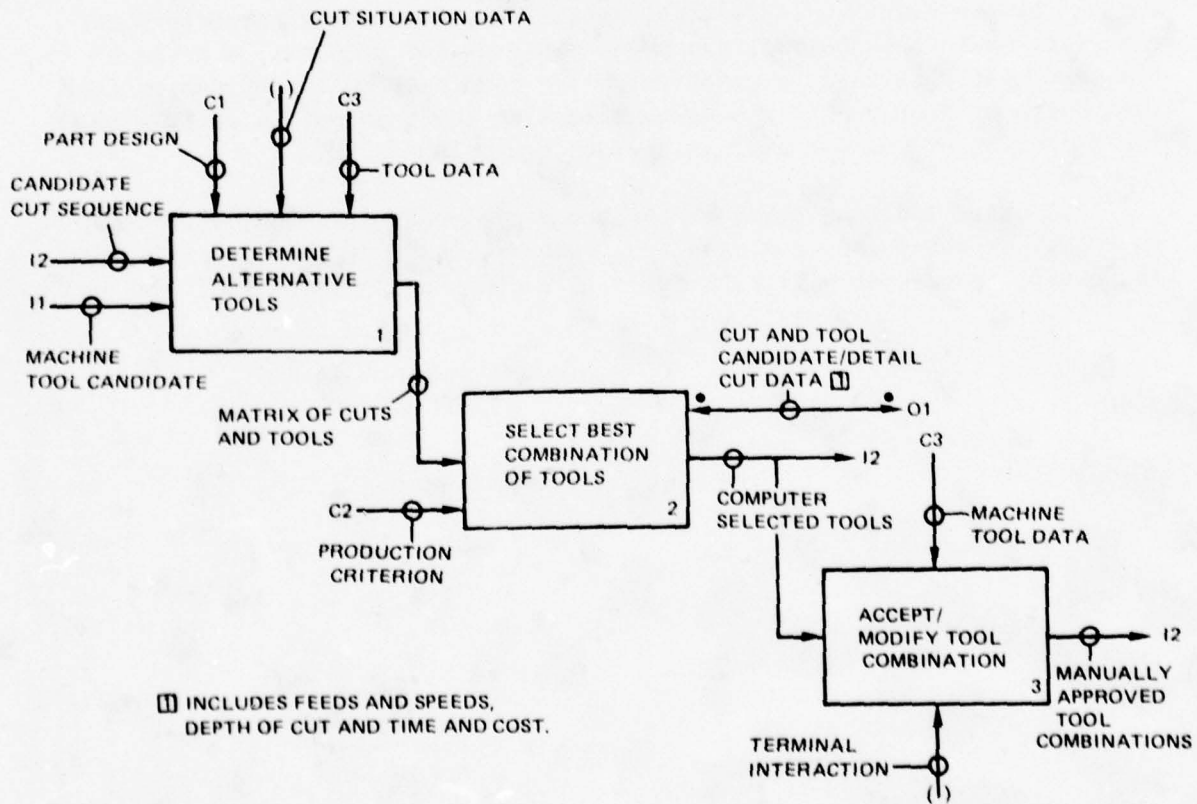 CUT SITUATION DATA
C1
( )
C3
PART DESIGN
TOOL DATA
CANDIDATE
CUT SEQUENCE
I2
I1
DETERMINE
ALTERNATIVE
TOOLS
1
MACHINE
TOOL CANDIDATE
MATRIX OF CUTS
AND TOOLS
CUT AND TOOL
CANDIDATE/DETAIL
CUT DATA [1]
O1
SELECT BEST
COMBINATION
OF TOOLS
2
I2
C2
PRODUCTION
CRITERION
COMPUTER
SELECTED TOOLS
C3
MACHINE
TOOL DATA
ACCEPT/
MODIFY TOOL
COMBINATION
3
I2
MANUALLY
APPROVED
TOOL
COMBINATIONS
[1] INCLUDES FEEDS AND SPEEDS,
DEPTH OF CUT AND TIME AND COST.
TERMINAL
INTERACTION
( )